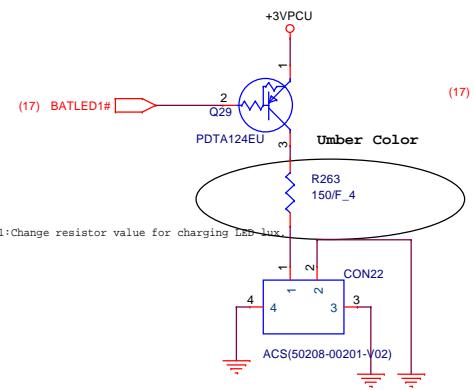 +3VPCU
1
(17) BATLED1#
2
(17)
Q29
PDTA124EU
3
Umber Color
R263
150/F_4
1:Change resistor value for charging LED lux.
1
2
CON22
4
4
1
2
3
3
ACS(50208-00201-V02)